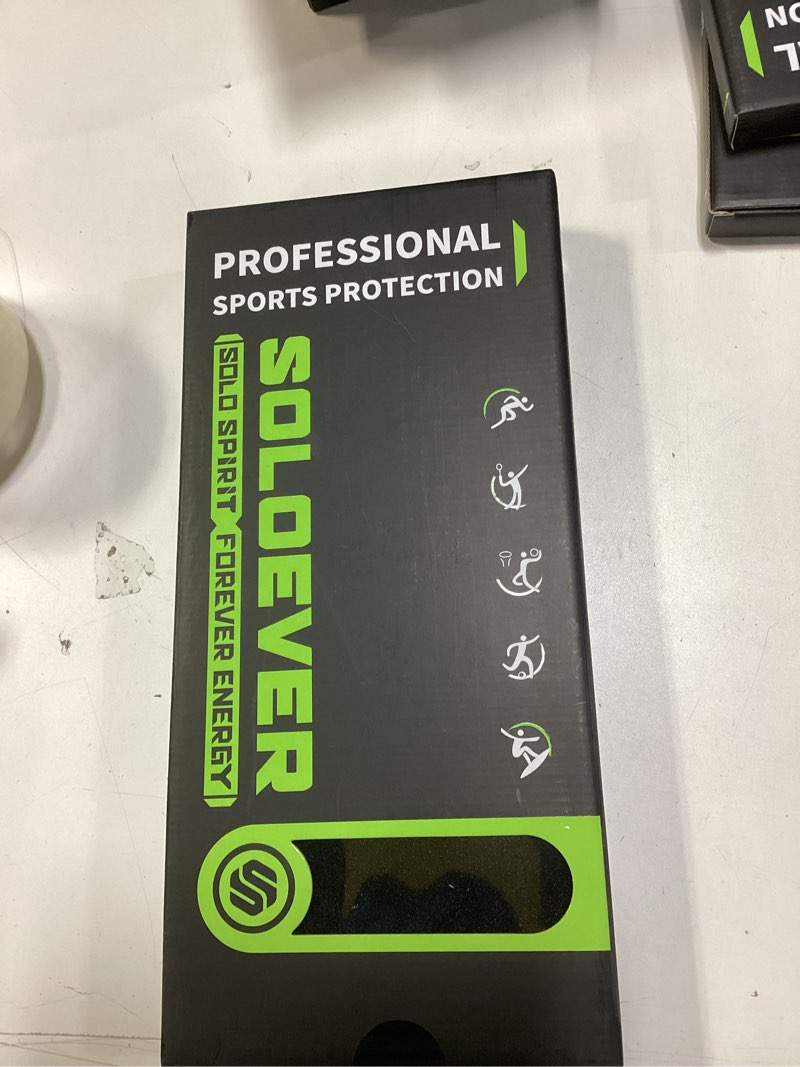 PROFESSIONAL
SPORTS PROTECTION
SOLOEVER
SOLO SPIRIT FOREVER ENERGY